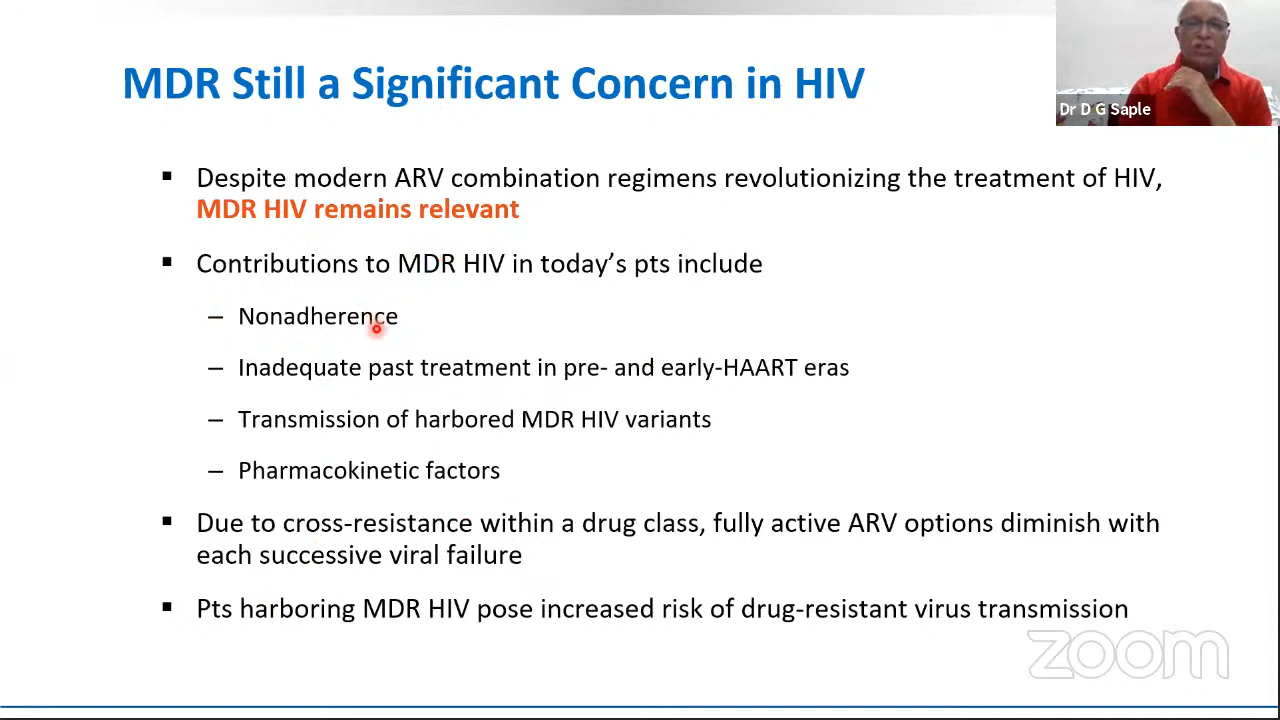 MDR Still a Significant Concern in HIV
Dr D G Saple
▪ Despite modern ARV combination regimens revolutionizing the treatment of HIV,
MDR HIV remains relevant
▪ Contributions to MDR HIV in today’s pts include
– Nonadherence
– Inadequate past treatment in pre- and early-HAART eras
– Transmission of harbored MDR HIV variants
– Pharmacokinetic factors
▪ Due to cross-resistance within a drug class, fully active ARV options diminish with
each successive viral failure
▪ Pts harboring MDR HIV pose increased risk of drug-resistant virus transmission
zoom